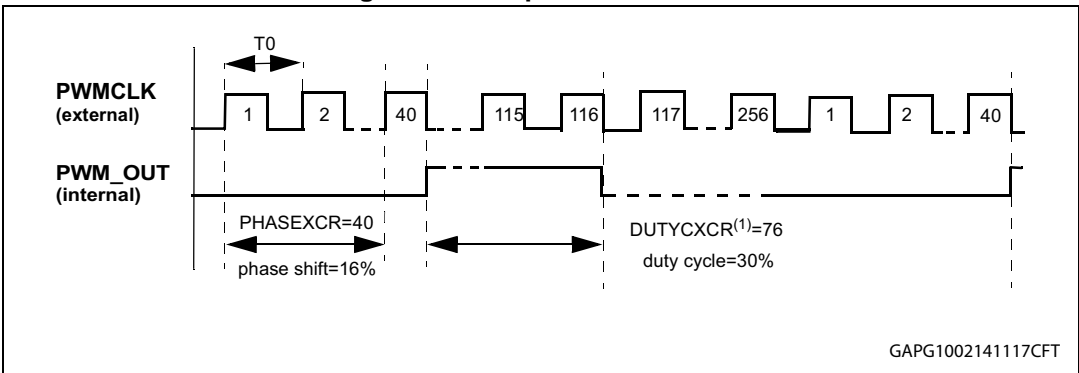 T0
PWMCLK
(external)
1 2 40 115 116 117 256 1 2 40
PWM_OUT
(internal)
PHASEXCR=40
phase shift=16%
DUTYCXCR(1)=76
duty cycle=30%
GAPG1002141117CFT